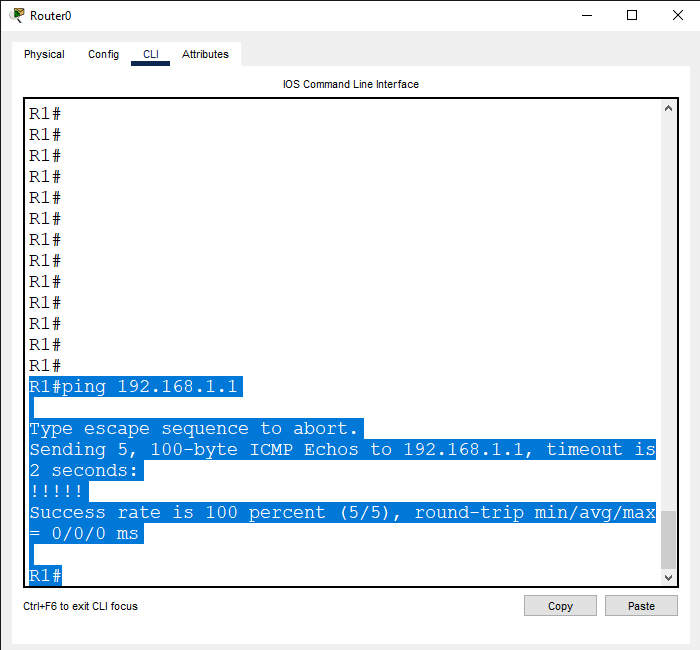 Router0
Physical Config CLI Attributes
IOS Command Line Interface
R1#
R1#
R1#
R1#
R1#
R1#
R1#
R1#
R1#
R1#
R1#
R1#
R1#
R1#ping 192.168.1.1
Type escape sequence to abort.
Sending 5, 100-byte ICMP Echos to 192.168.1.1, timeout is
2 seconds:
!!!!!
Success rate is 100 percent (5/5), round-trip min/avg/max
= 0/0/0 ms
R1#
Ctrl+F6 to exit CLI focus Copy Paste